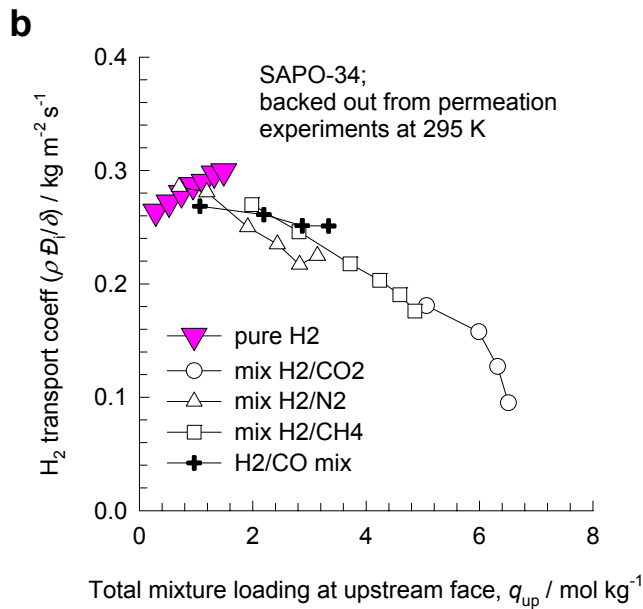 b
H2 transport coeff (ρ Đi/δ) / kg m⁻² s⁻¹
0.4
0.3
0.2
0.1
0.0
SAPO-34;
backed out from permeation
experiments at 295 K
pure H2
mix H2/CO2
mix H2/N2
mix H2/CH4
H2/CO mix
0 2 4 6 8
Total mixture loading at upstream face, qup / mol kg⁻¹